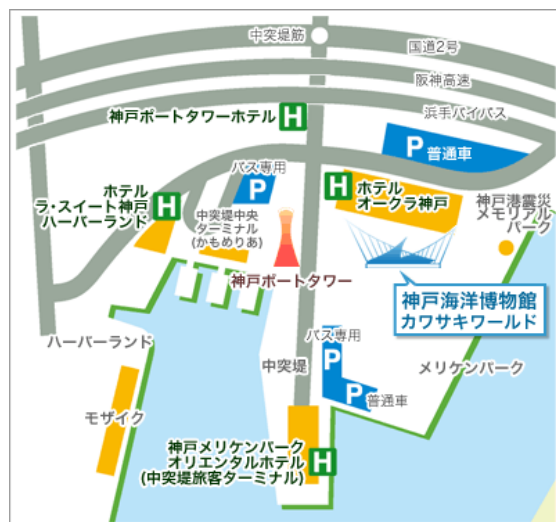 中突堤筋
国道2号
阪神高速
浜手バイパス
神戸ポートタワーホテル
H
P 普通車
バス専用
P
H
ホテル
オークラ神戸
ホテル
ラ・スイート神戸
ハーバーランド
H
中突堤中央
ターミナル
(かもめりあ)
神戸港震災
メモリアル
パーク
神戸ポートタワー
神戸海洋博物館
カワサキワールド
ハーバーランド
バス専用
P
中突堤
メリケンパーク
P
普通車
モザイク
神戸メリケンパーク
オリエンタルホテル
(中突堤旅客ターミナル)
H